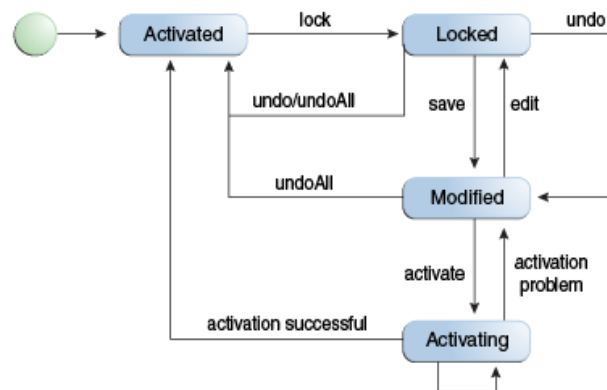 lock
undo
Activated
Locked
undo/undoAll
save
edit
undoAll
Modified
activate
activation
problem
activation successful
Activating